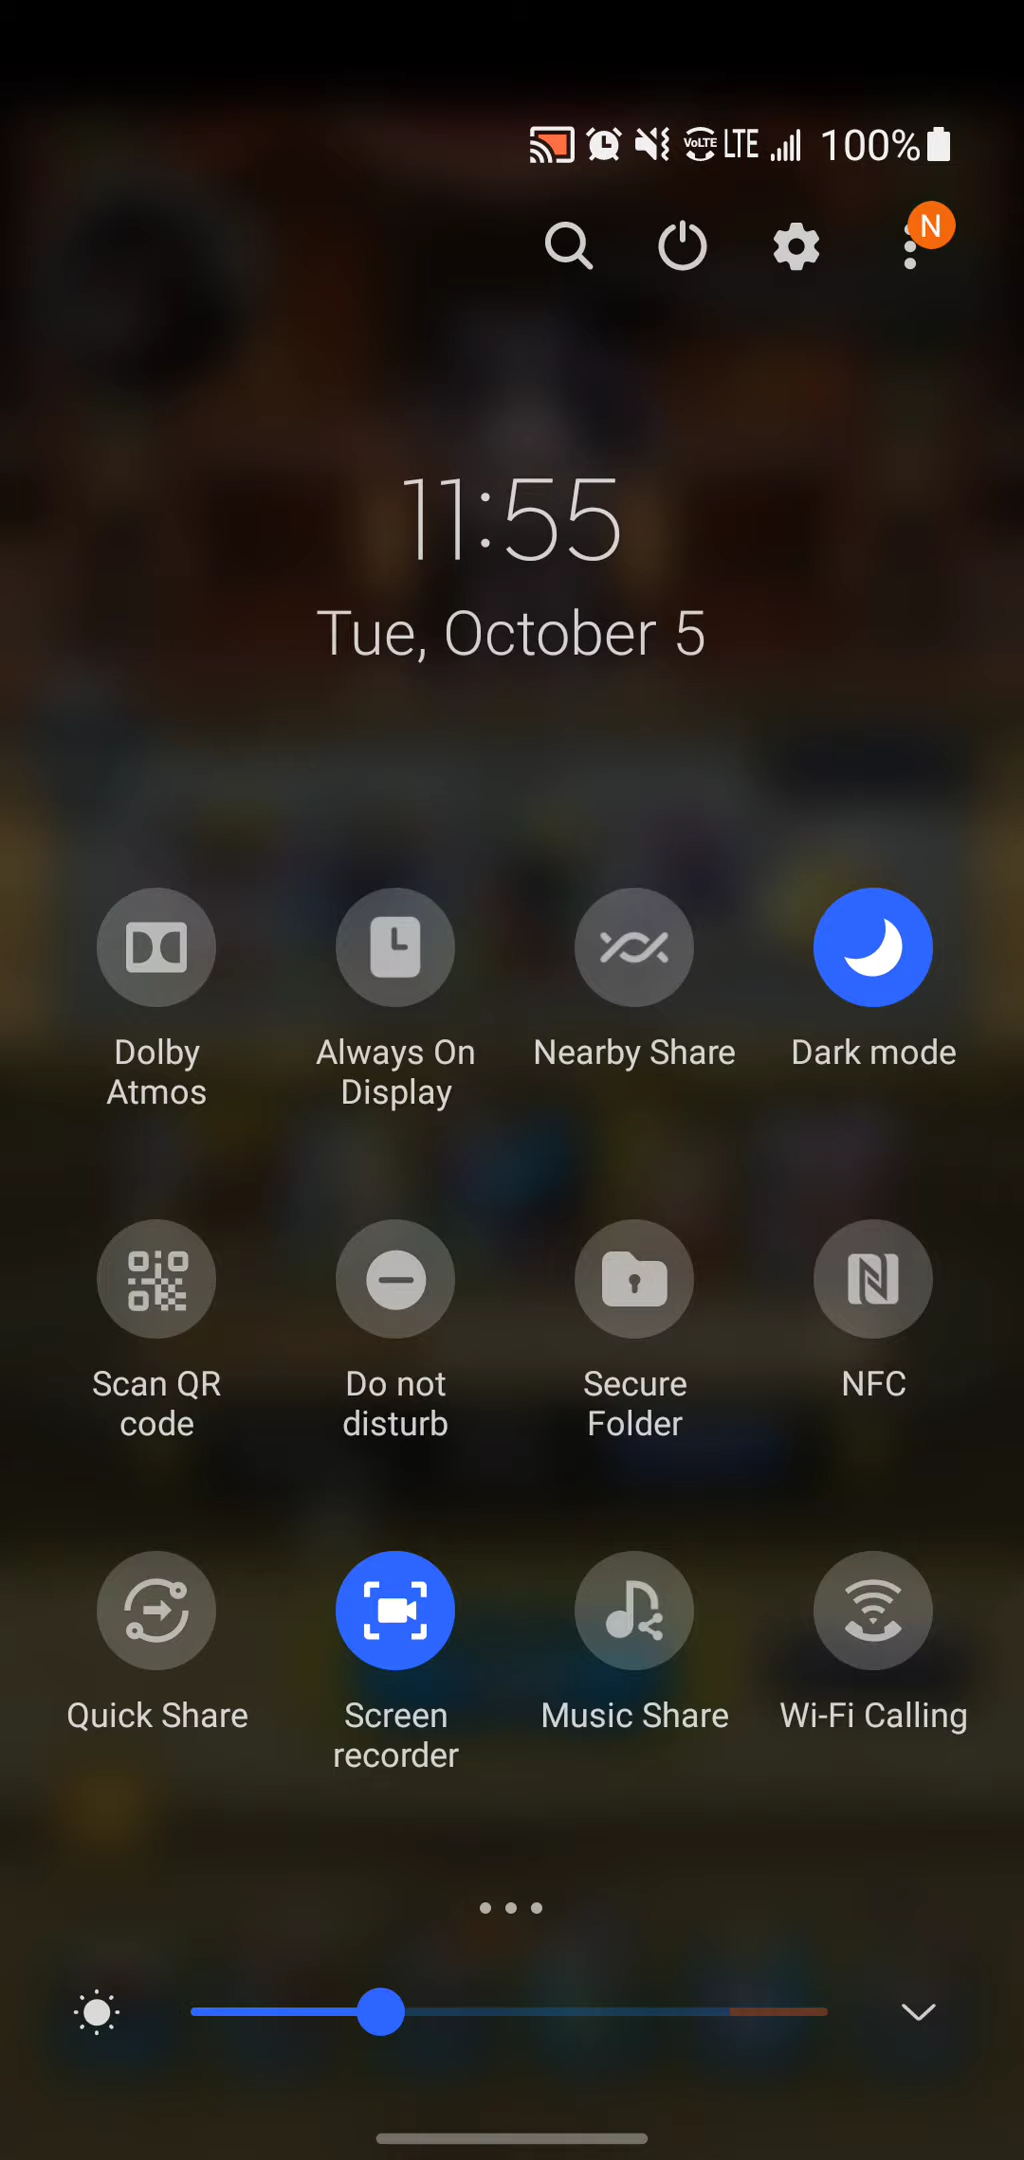 VoLTE LTE 100%
N
11:55
Tue, October 5
Dolby
Atmos
Always On
Display
Nearby Share
Dark mode
Scan QR
code
Do not
disturb
Secure
Folder
NFC
Quick Share
Screen
recorder
Music Share
Wi-Fi Calling